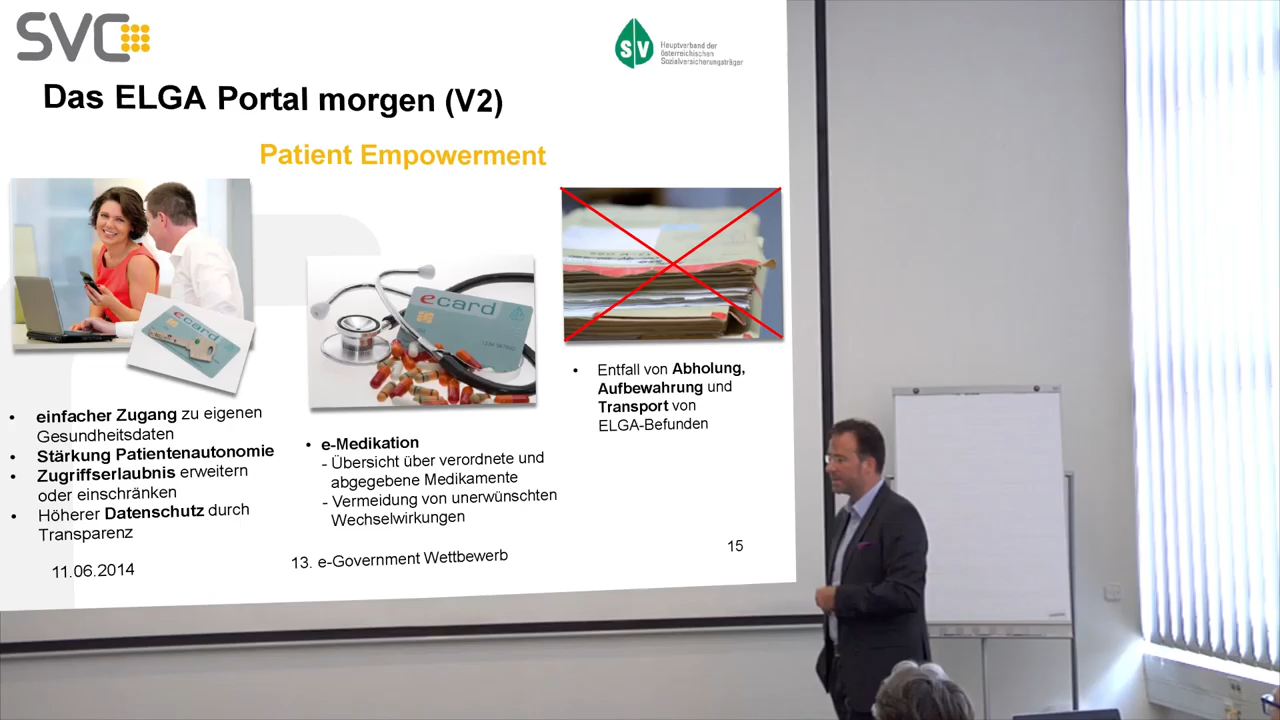 SVC
SV
Hauptverband der
österreichischen
Sozialversicherungsträger
Das ELGA Portal morgen (V2)
Patient Empowerment
ecard
ecard
• einfacher Zugang zu eigenen
Gesundheitsdaten
• Stärkung Patientenautonomie
• Zugriffserlaubnis erweitern
oder einschränken
• Höherer Datenschutz durch
Transparenz
• e-Medikation
- Übersicht über verordnete und
abgegebene Medikamente
- Vermeidung von unerwünschten
Wechselwirkungen
• Entfall von Abholung,
Aufbewahrung und
Transport von
ELGA-Befunden
11.06.2014
13. e-Government Wettbewerb
15